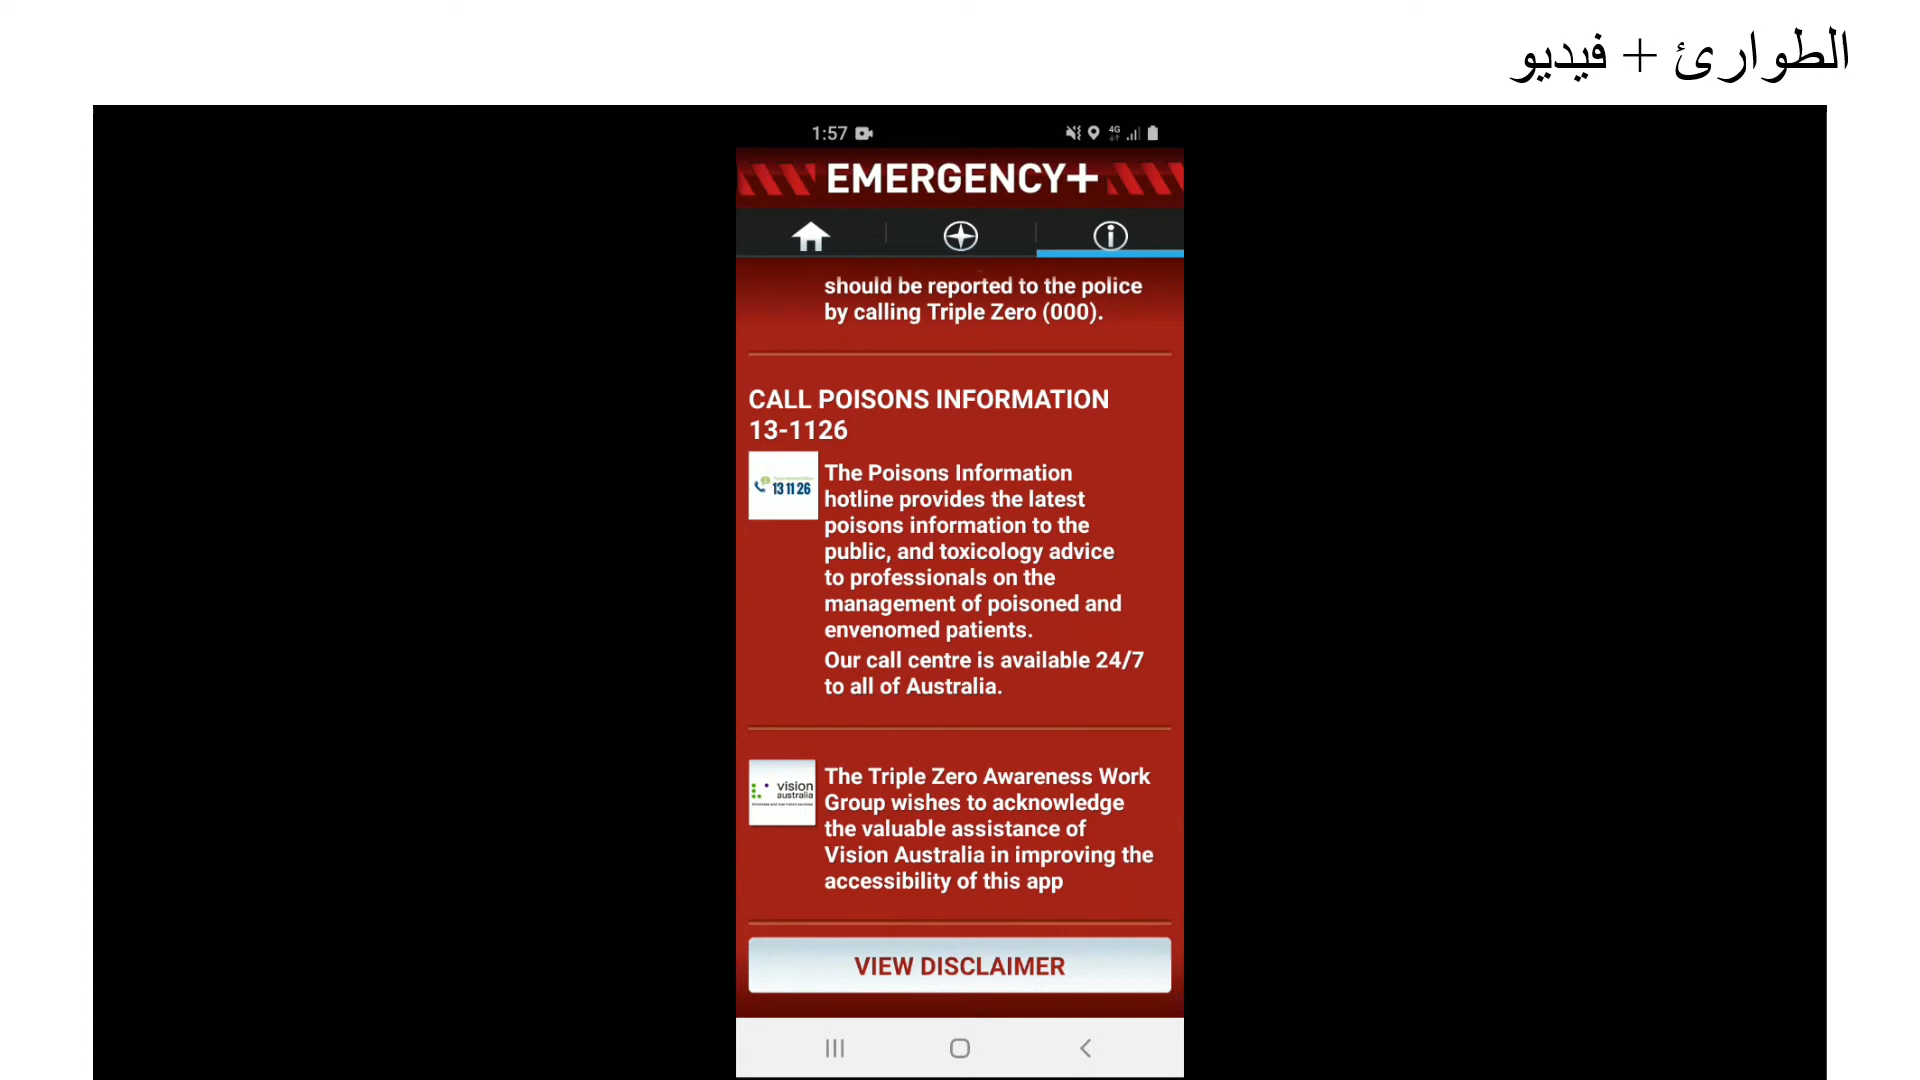 الطوارئ + فيديو
1:57
4G
EMERGENCY+
should be reported to the police
by calling Triple Zero (000).
CALL POISONS INFORMATION
13-1126
13 11 26
The Poisons Information
hotline provides the latest
poisons information to the
public, and toxicology advice
to professionals on the
management of poisoned and
envenomed patients.
Our call centre is available 24/7
to all of Australia.
vision
australia
The Triple Zero Awareness Work
Group wishes to acknowledge
the valuable assistance of
Vision Australia in improving the
accessibility of this app
VIEW DISCLAIMER